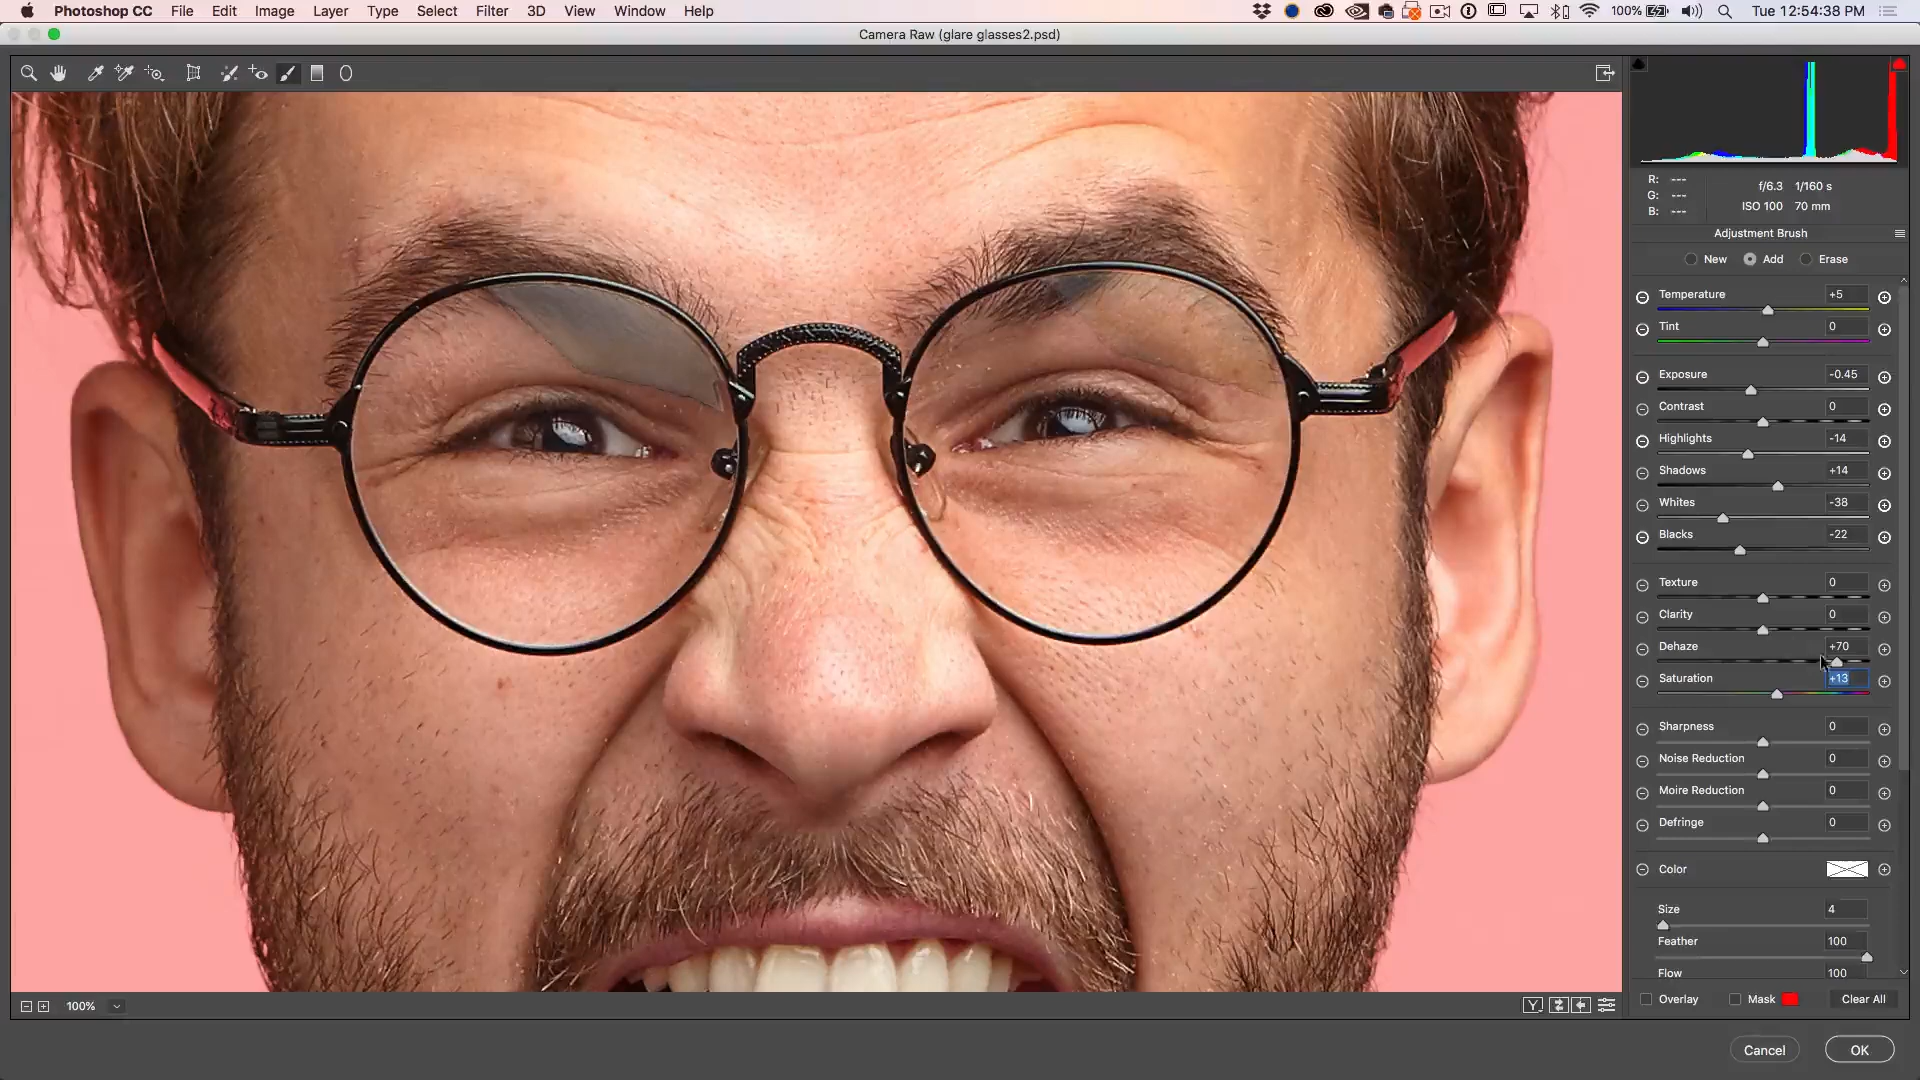 Photoshop CC File Edit Image Layer Type Select Filter 3D View Window Help 100% Tue 12:54:38 PM
Camera Raw (glare glasses2.psd)
R: ---
G: ---
B: ---
f/6.3 1/160 s
ISO 100 70 mm
Adjustment Brush
New Add Erase
Temperature +5
Tint 0
Exposure -0.45
Contrast 0
Highlights -14
Shadows +14
Whites -38
Blacks -22
Texture 0
Clarity 0
Dehaze +70
Saturation +13
Sharpness 0
Noise Reduction 0
Moire Reduction 0
Defringe 0
Color
Size 4
Feather 100
Flow 100
100% Y Overlay Mask Clear All
Cancel OK